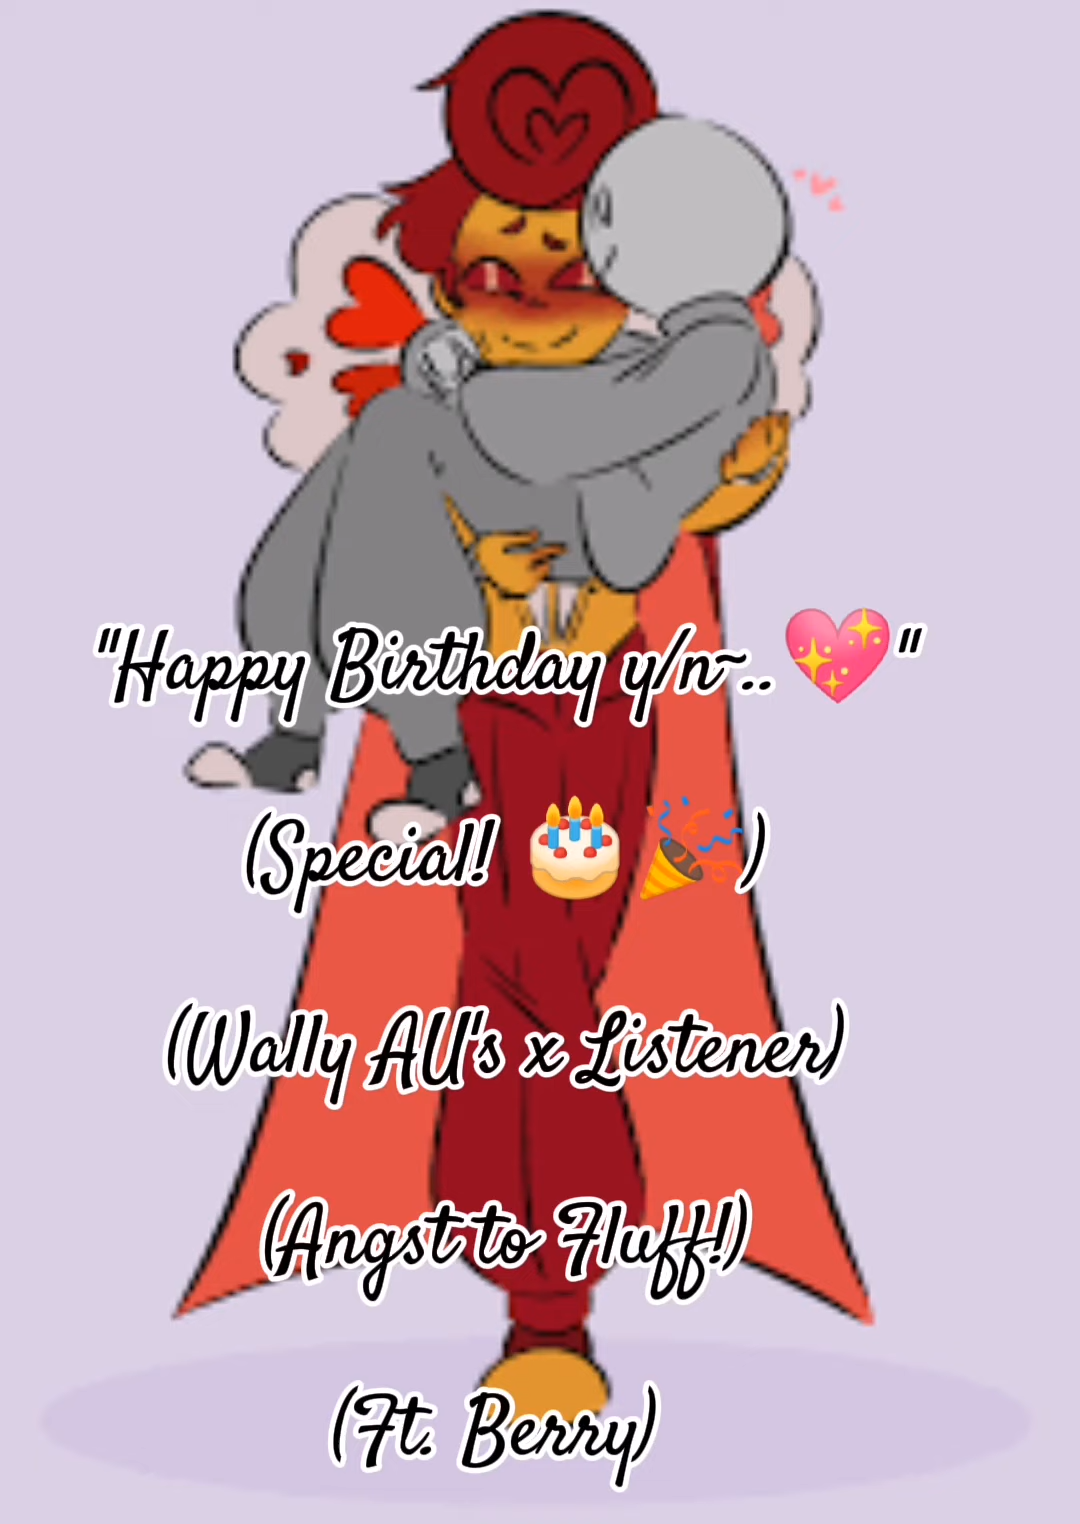 "Happy Birthday y/n~..💖"
(Special! 🎂🎉)
(Wally AU's x Listener)
(Angst to Fluff!)
(Ft. Berry)